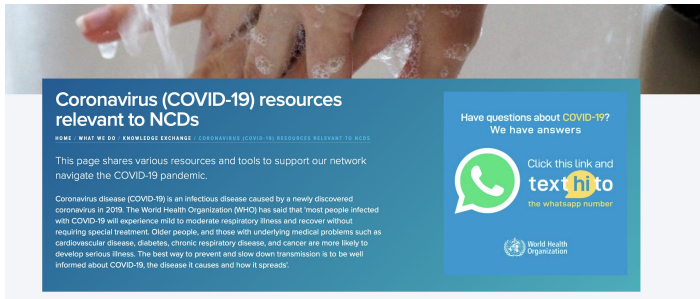 Coronavirus (COVID-19) resources
relevant to NCDs
HOME / WHAT WE DO / KNOWLEDGE EXCHANGE / CORONAVIRUS (COVID-19) RESOURCES RELEVANT TO NCDS
This page shares various resources and tools to support our network
navigate the COVID-19 pandemic.
Coronavirus disease (COVID-19) is an infectious disease caused by a newly discovered
coronavirus in 2019. The World Health Organization (WHO) has said that 'most people infected
with COVID-19 will experience mild to moderate respiratory illness and recover without
requiring special treatment. Older people, and those with underlying medical problems such as
cardiovascular disease, diabetes, chronic respiratory disease, and cancer are more likely to
develop serious illness. The best way to prevent and slow down transmission is to be well
informed about COVID-19, the disease it causes and how it spreads'.
Have questions about COVID-19?
We have answers
Click this link and
text hi to
the whatsapp number
World Health
Organization